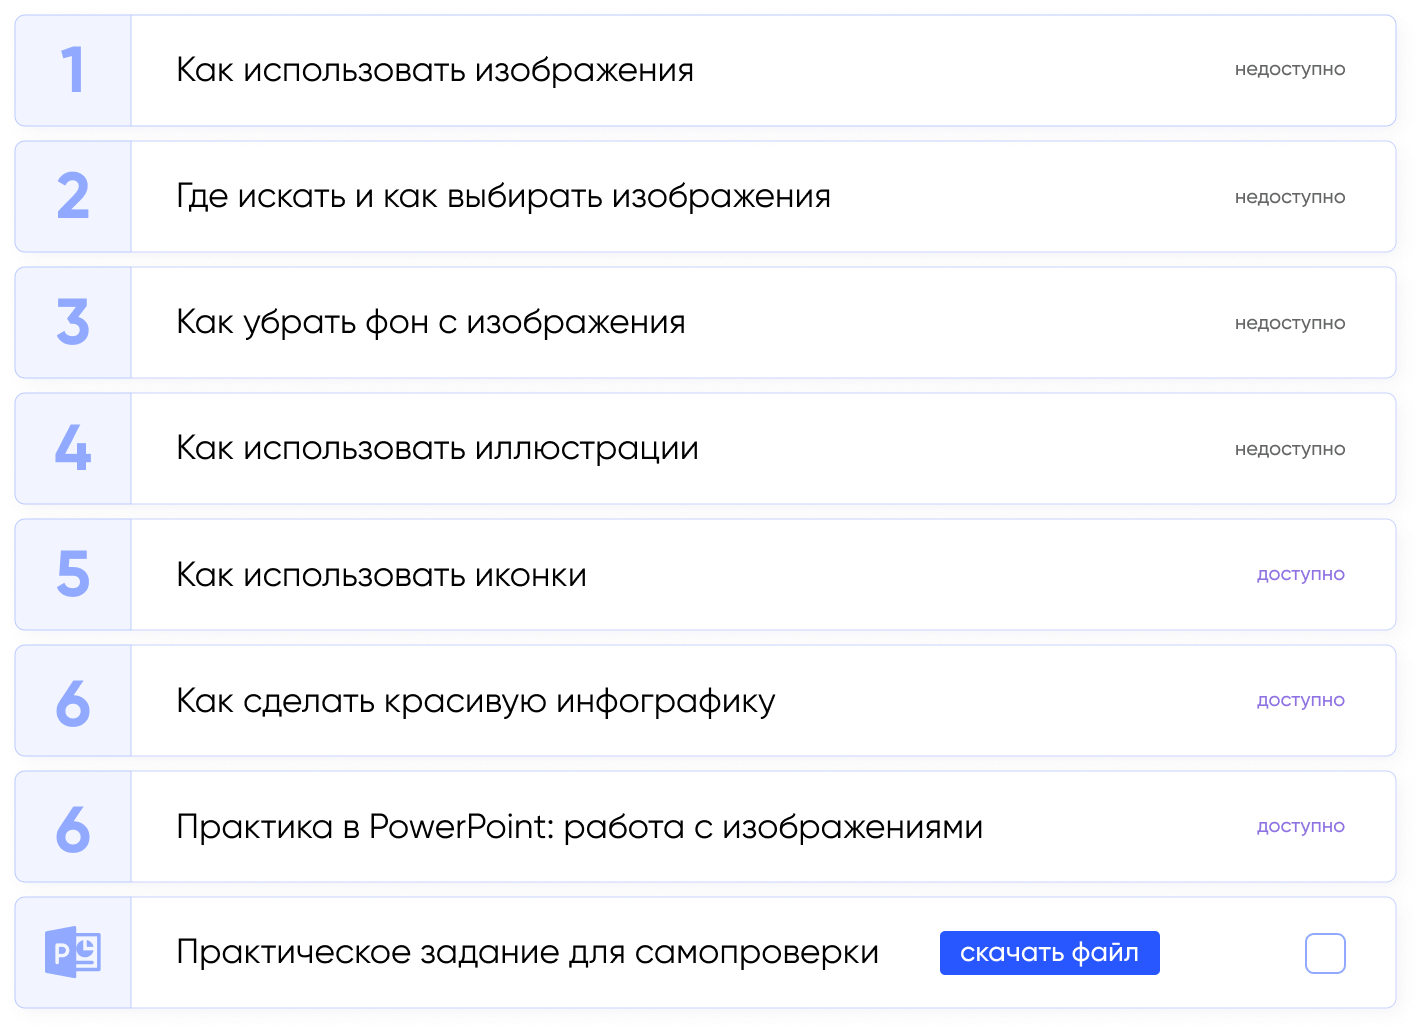 1 Как использовать изображения недоступно
2 Где искать и как выбирать изображения недоступно
3 Как убрать фон с изображения недоступно
4 Как использовать иллюстрации недоступно
5 Как использовать иконки доступно
6 Как сделать красивую инфографику доступно
6 Практика в PowerPoint: работа с изображениями доступно
P Практическое задание для самопроверки скачать файл